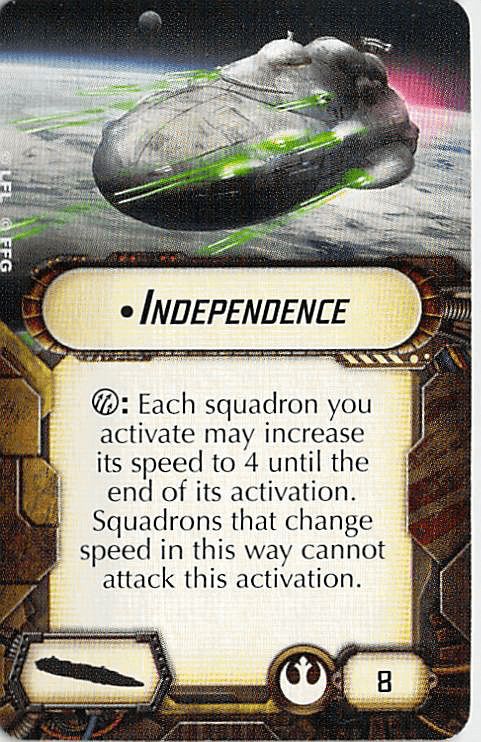 © LFL © FFG
• INDEPENDENCE
: Each squadron you
activate may increase
its speed to 4 until the
end of its activation.
Squadrons that change
speed in this way cannot
attack this activation.
8